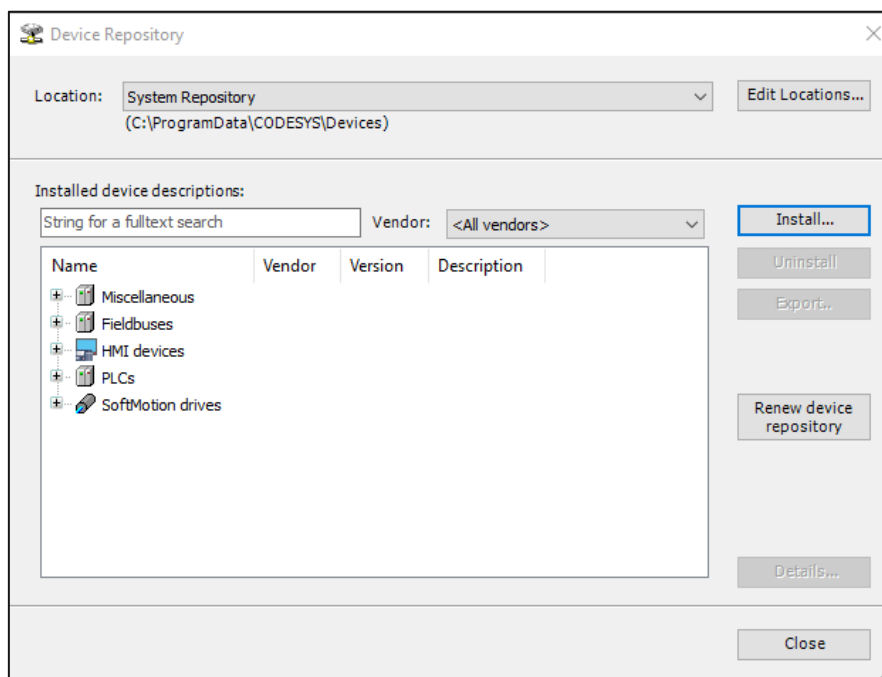 Device Repository
Location: System Repository Edit Locations...
(C:\ProgramData\CODESYS\Devices)
Installed device descriptions:
String for a fulltext search Vendor: <All vendors> Install...
Name Vendor Version Description
Uninstall
Miscellaneous
Export..
Fieldbuses
HMI devices
PLCs
SoftMotion drives
Renew device
repository
Details...
Close